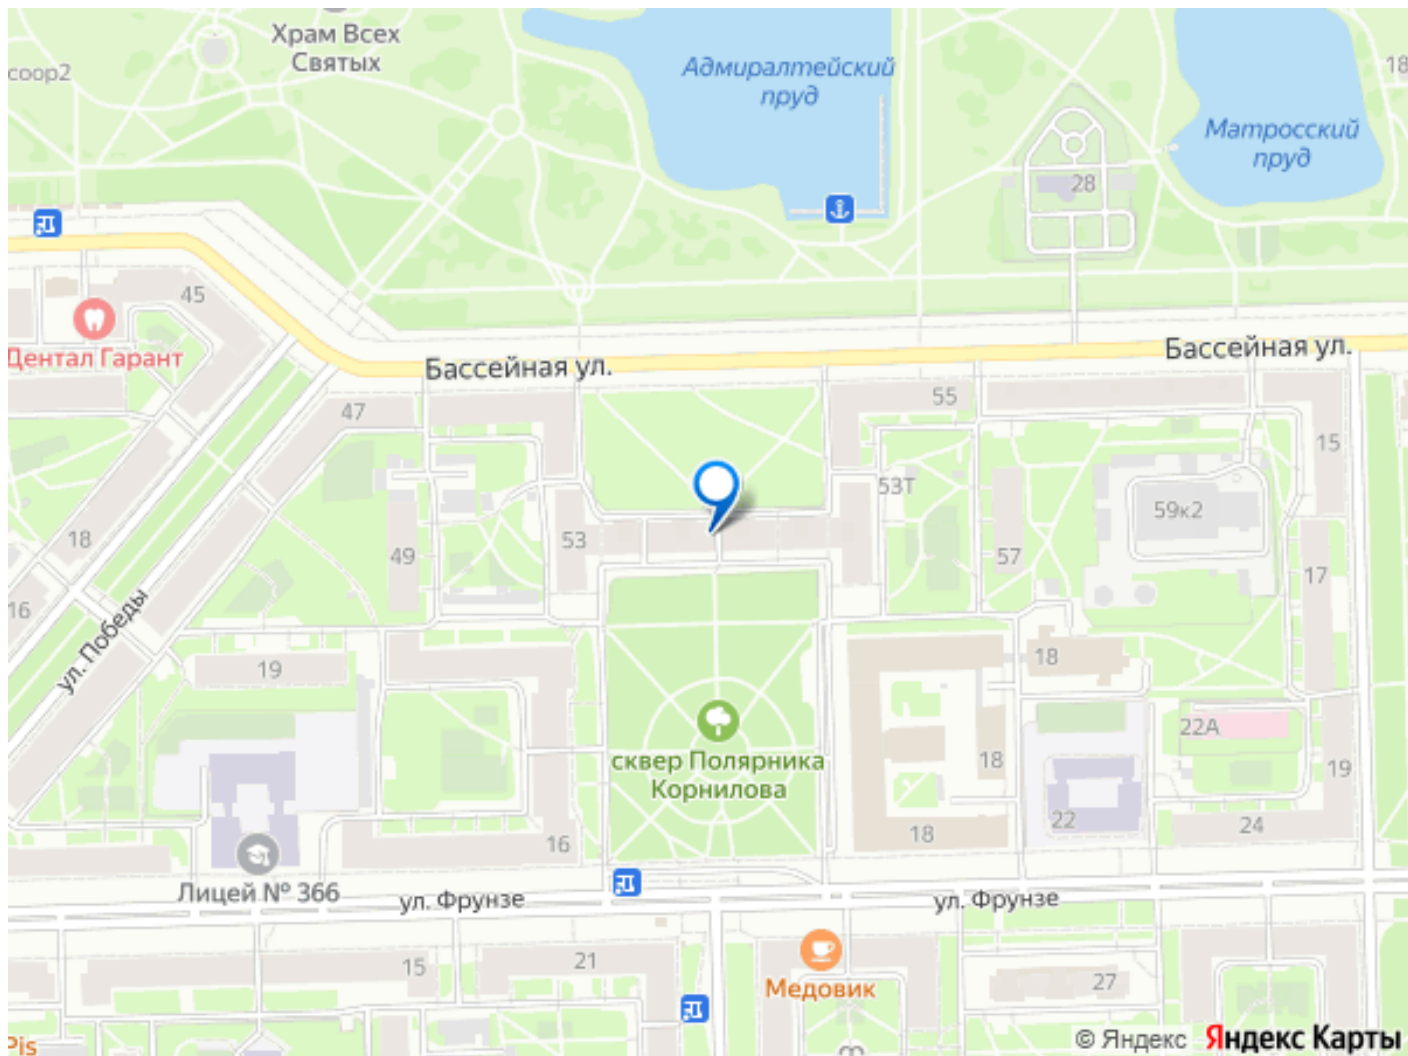 Храм Всех
Святых
соор2
Адмиралтейский
пруд
18
Матросский
пруд
28
45
Дентал Гарант
Бассейная ул.
Бассейная ул.
47
55
15
53Т
59к2
18
49
53
57
17
16
ул. Победы
19
18
сквер Полярника
Корнилова
22А
18
19
22
24
16
18
Лицей № 366
ул. Фрунзе
ул. Фрунзе
15
21
Медовик
27
Pis
© Яндекс Яндекс Карты